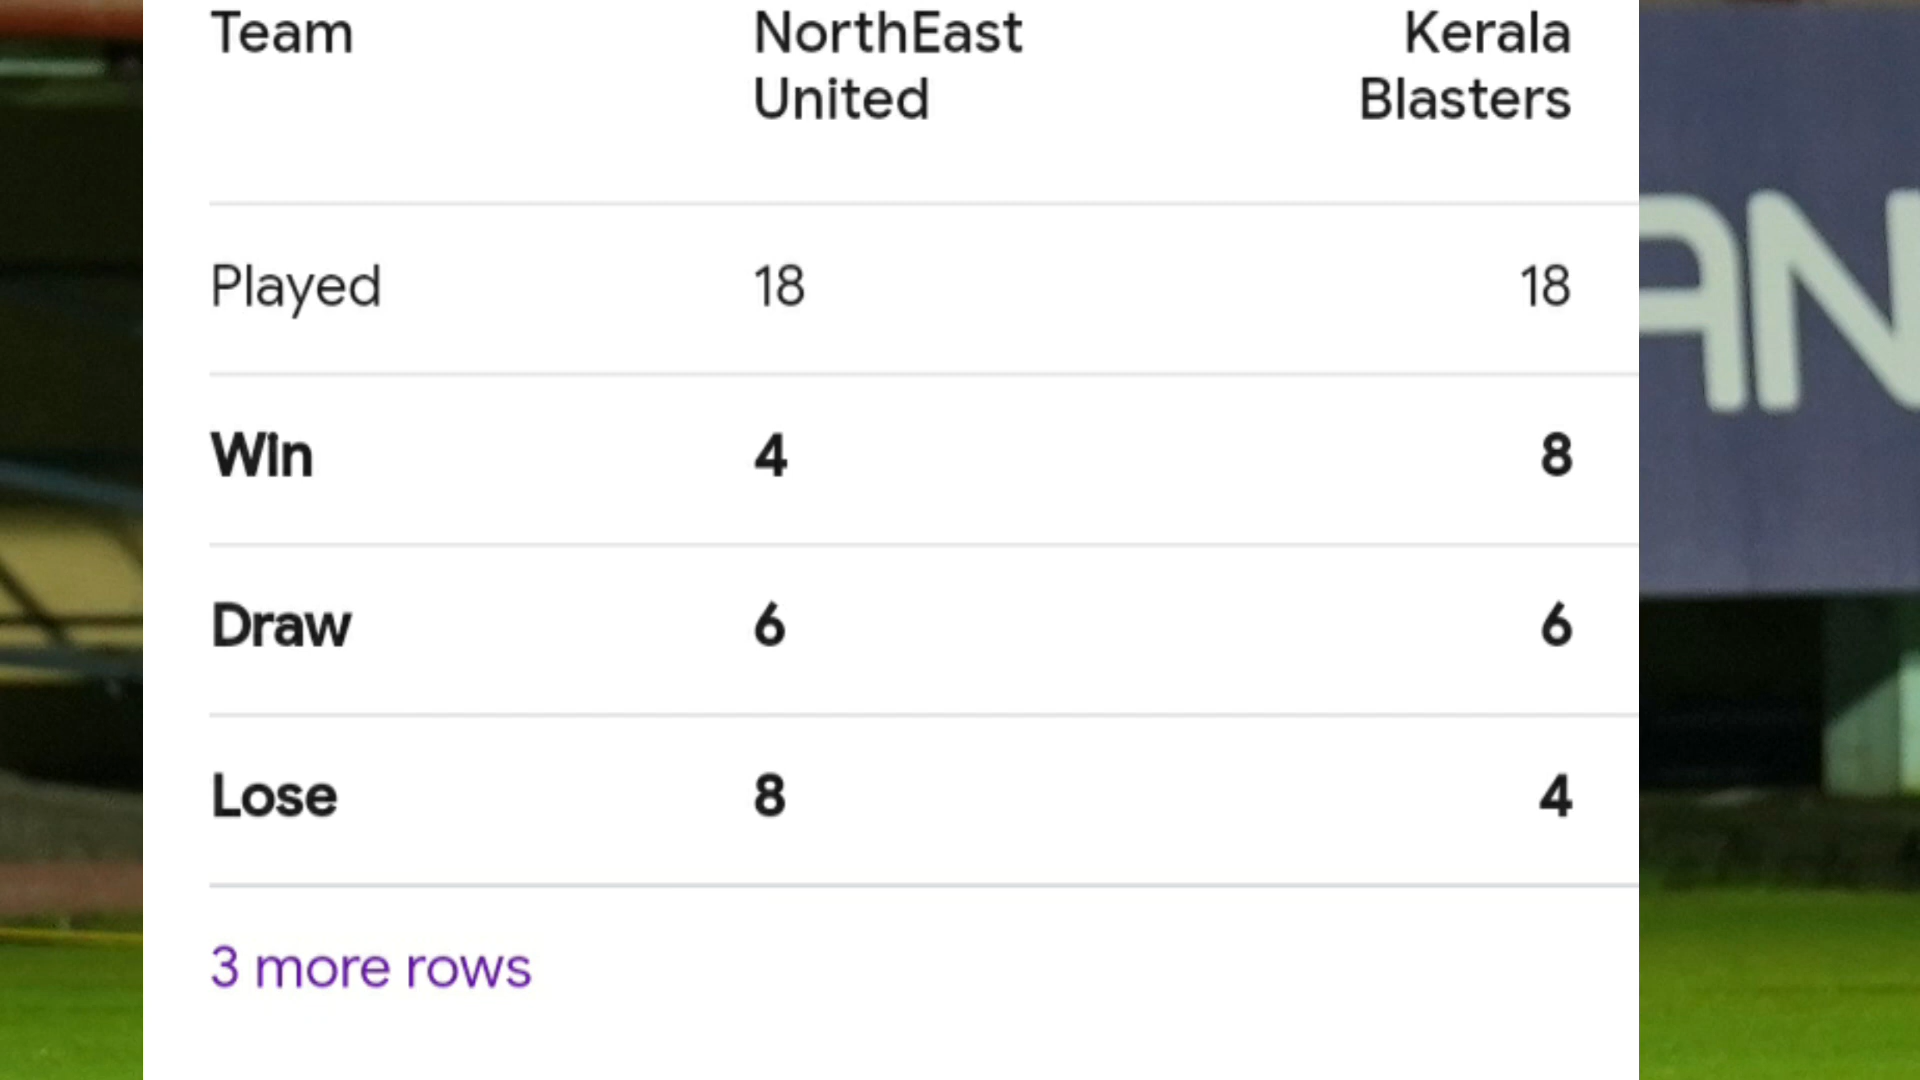 Team NorthEast United Kerala Blasters
Played 18 18
Win 4 8
Draw 6 6
Lose 8 4
3 more rows
AN